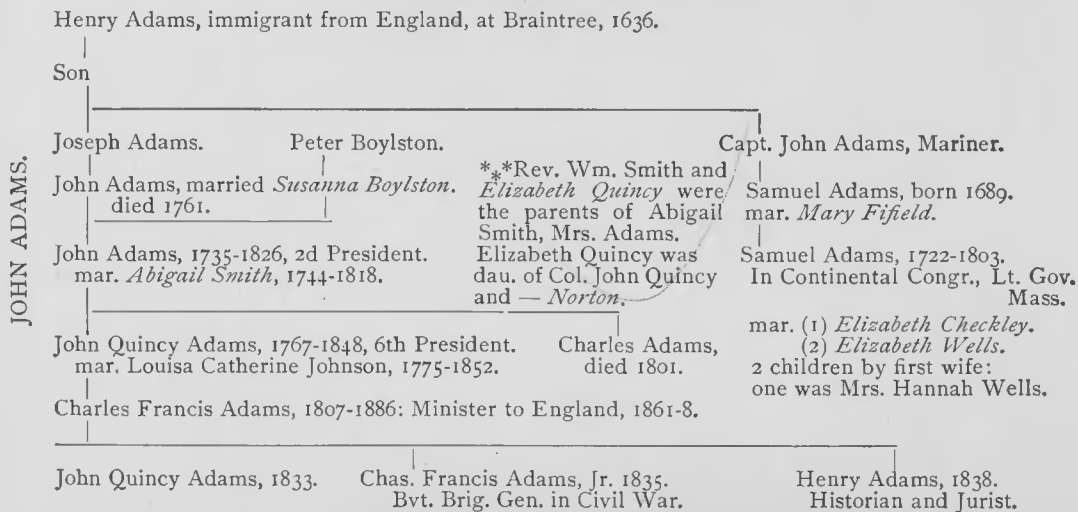 JOHN ADAMS.
Henry Adams, immigrant from England, at Braintree, 1636.
Son
Joseph Adams.
Peter Boylston.
Capt. John Adams, Mariner.
John Adams, married Susanna Boylston.
died 1761.
*⁎*Rev. Wm. Smith and
Elizabeth Quincy were
the parents of Abigail
Smith, Mrs. Adams.
Elizabeth Quincy was
dau. of Col. John Quincy
and — Norton.
Samuel Adams, born 1689.
mar. Mary Fifield.
John Adams, 1735-1826, 2d President.
mar. Abigail Smith, 1744-1818.
Samuel Adams, 1722-1803.
In Continental Congr., Lt. Gov.
Mass.
mar. (1) Elizabeth Checkley.
(2) Elizabeth Wells.
2 children by first wife:
one was Mrs. Hannah Wells.
John Quincy Adams, 1767-1848, 6th President.
mar. Louisa Catherine Johnson, 1775-1852.
Charles Adams,
died 1801.
Charles Francis Adams, 1807-1886: Minister to England, 1861-8.
John Quincy Adams, 1833.
Chas. Francis Adams, Jr. 1835.
Bvt. Brig. Gen. in Civil War.
Henry Adams, 1838.
Historian and Jurist.